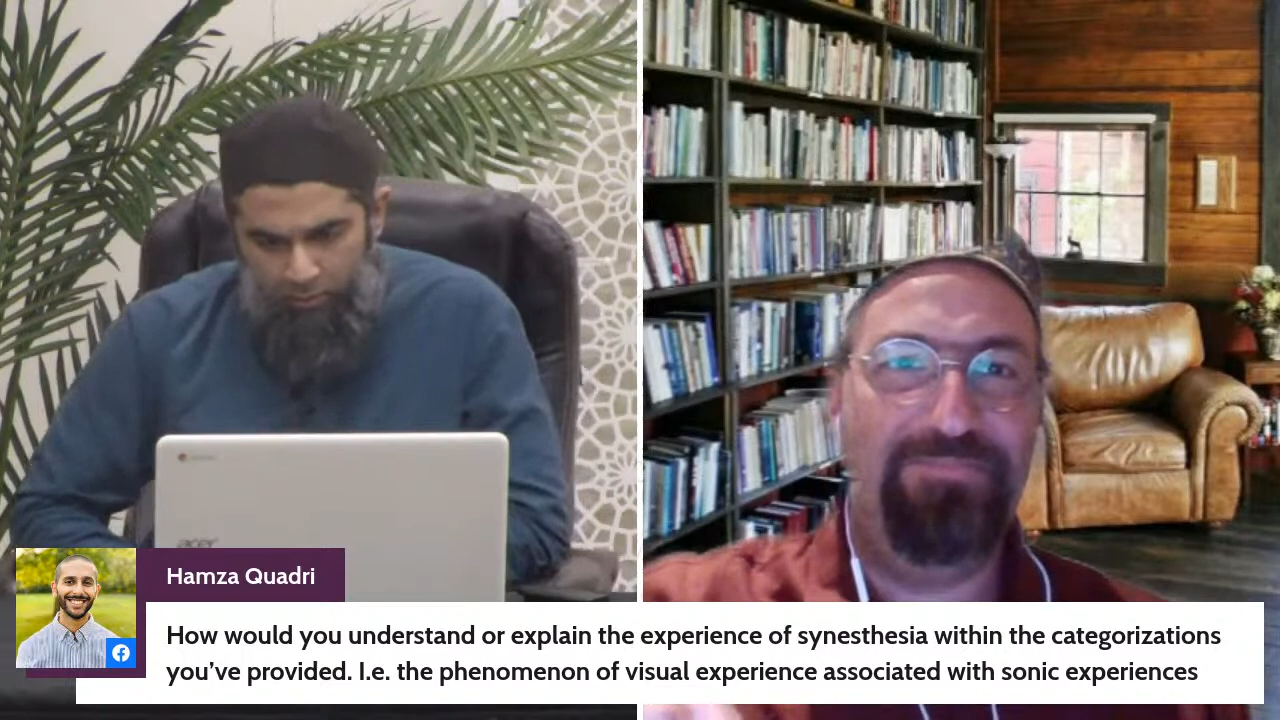 acer
Hamza Quadri
How would you understand or explain the experience of synesthesia within the categorizations
you've provided. I.e. the phenomenon of visual experience associated with sonic experiences